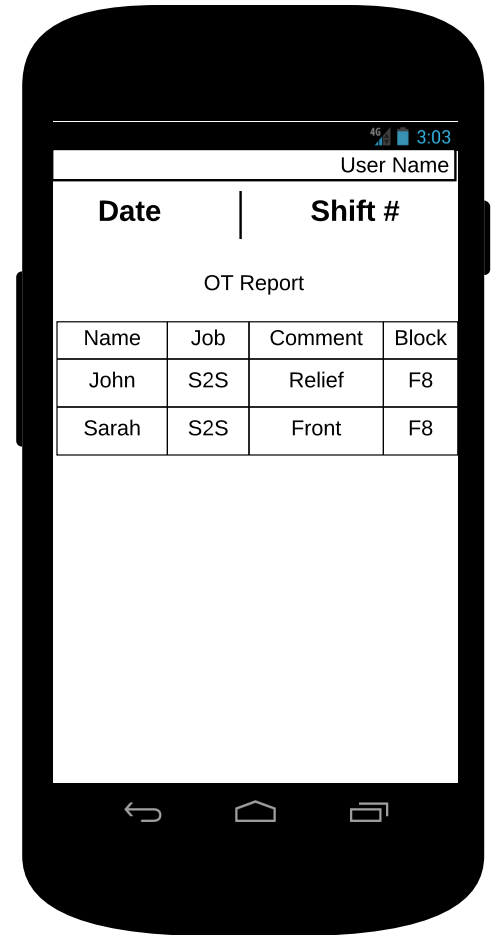 4G 3:03
User Name
Date Shift #
OT Report
Name Job Comment Block
John S2S Relief F8
Sarah S2S Front F8